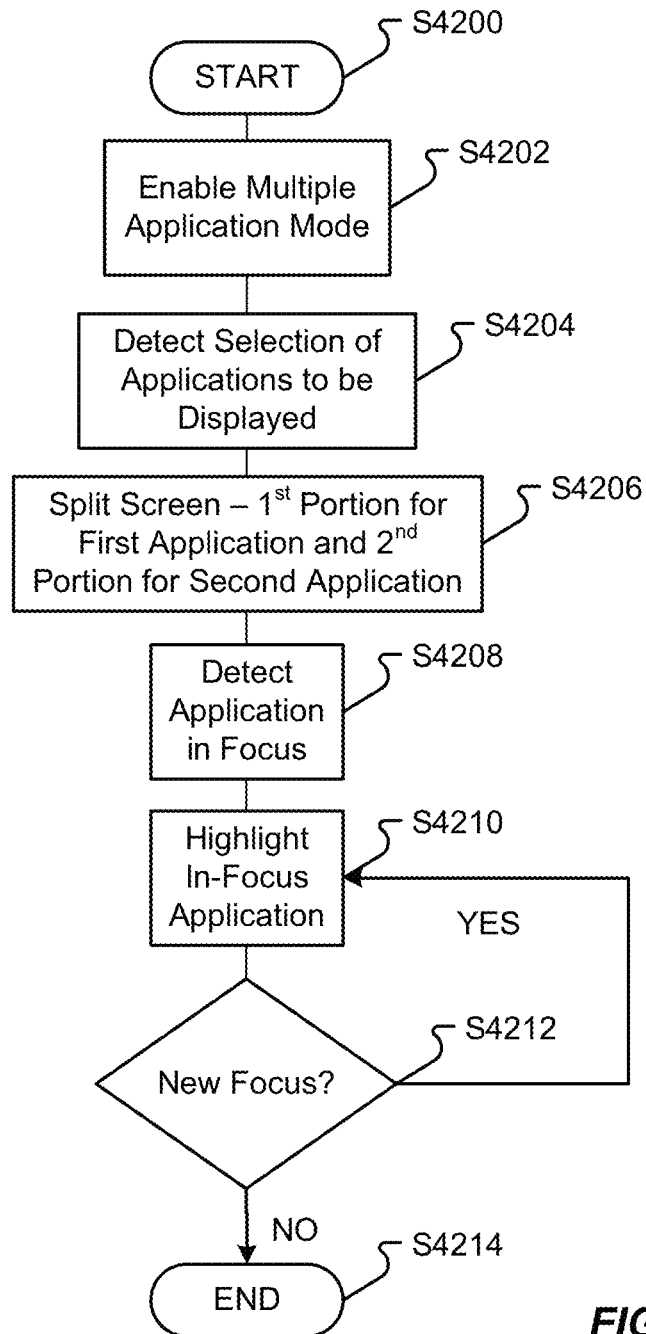 START
S4200
Enable Multiple
Application Mode
S4202
Detect Selection of
Applications to be
Displayed
S4204
Split Screen – 1st Portion for
First Application and 2nd
Portion for Second Application
S4206
Detect
Application
in Focus
S4208
Highlight
In-Focus
Application
S4210
YES
New Focus?
S4212
NO
END
S4214
FIG